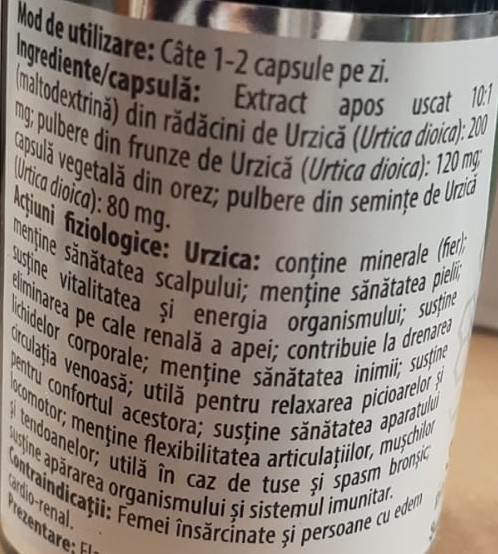 Mod de utilizare: Câte 1-2 capsule pe zi.
Ingrediente/capsulă: Extract apos uscat 10:1
(maltodextrină) din rădăcini de Urzică (Urtica dioica): 200
mg; pulbere din frunze de Urzică (Urtica dioica): 120 mg;
capsulă vegetală din orez; pulbere din semințe de Urzică
(Urtica dioica): 80 mg.
Acțiuni fiziologice: Urzica: conține minerale (fier);
menține sănătatea scalpului; menține sănătatea pielii;
susține vitalitatea și energia organismului; susține
eliminarea pe cale renală a apei; contribuie la drenarea
lichidelor corporale; menține sănătatea inimii; susține
circulația venoasă; utilă pentru relaxarea picioarelor și
pentru confortul acestora; susține sănătatea aparatului
locomotor; menține flexibilitatea articulațiilor, mușchilor
și tendoanelor; utilă în caz de tuse și spasm bronșic;
susține apărarea organismului și sistemul imunitar.
Contraindicații: Femei însărcinate și persoane cu edem
cardio-renal.
Prezentare: